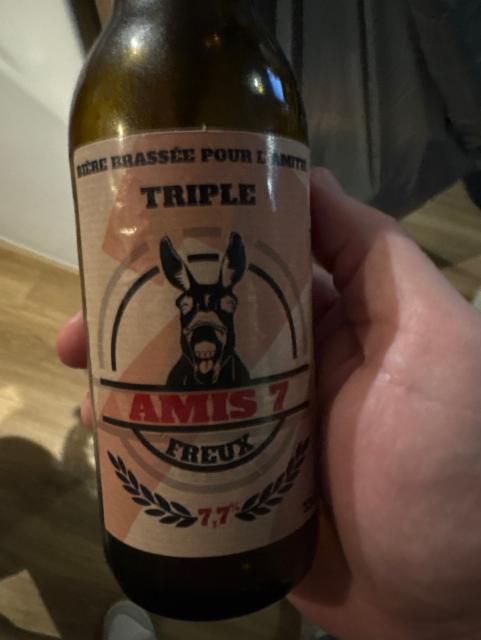 BIÈRE BRASSÉE POUR L'AMITIÉ
TRIPLE
AMIS 7
FREUX
7,7%